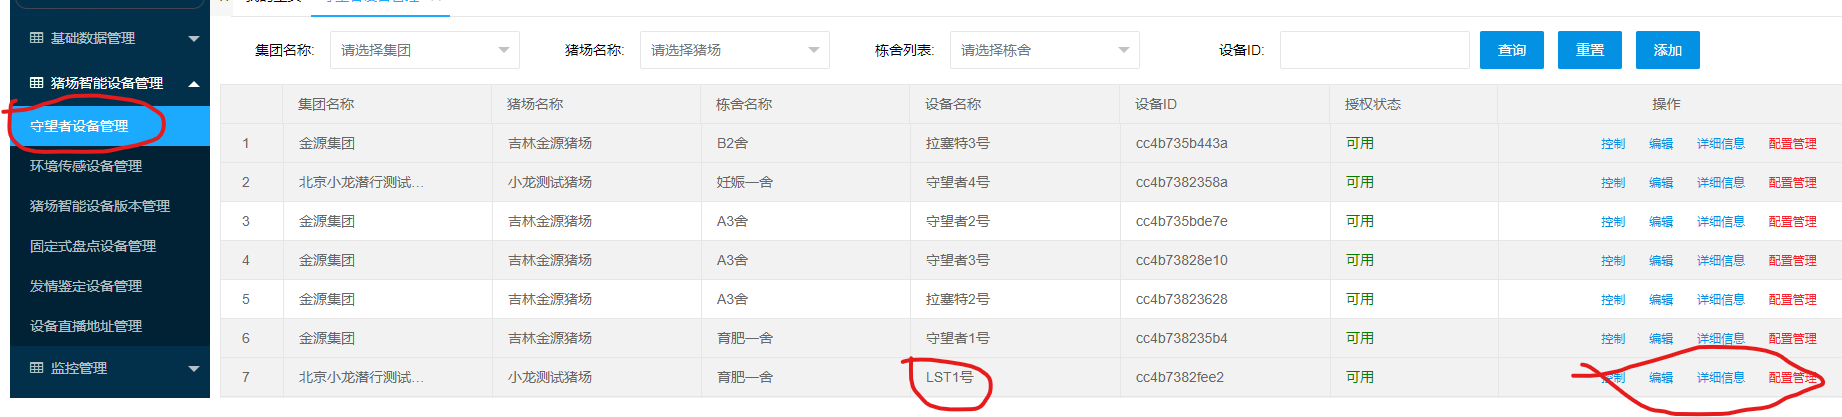 基础数据管理
集团名称: 请选择集团 猪场名称: 请选择猪场 栋舍列表: 请选择栋舍 设备ID: 查询 重置 添加
猪场智能设备管理
守望者设备管理
环境传感设备管理
猪场智能设备版本管理
固定式盘点设备管理
发情鉴定设备管理
设备直播地址管理
监控管理
集团名称 猪场名称 栋舍名称 设备名称 设备ID 授权状态 操作
1 金源集团 吉林金源猪场 B2舍 拉塞特3号 cc4b735b443a 可用 控制 编辑 详细信息 配置管理
2 北京小龙潜行测试... 小龙测试猪场 妊娠一舍 守望者4号 cc4b7382358a 可用 控制 编辑 详细信息 配置管理
3 金源集团 吉林金源猪场 A3舍 守望者2号 cc4b735bde7e 可用 控制 编辑 详细信息 配置管理
4 金源集团 吉林金源猪场 A3舍 守望者3号 cc4b73828e10 可用 控制 编辑 详细信息 配置管理
5 金源集团 吉林金源猪场 A3舍 拉塞特2号 cc4b73823628 可用 控制 编辑 详细信息 配置管理
6 金源集团 吉林金源猪场 育肥一舍 守望者1号 cc4b738235b4 可用 控制 编辑 详细信息 配置管理
7 北京小龙潜行测试... 小龙测试猪场 育肥一舍 LST1号 cc4b7382fee2 可用 控制 编辑 详细信息 配置管理